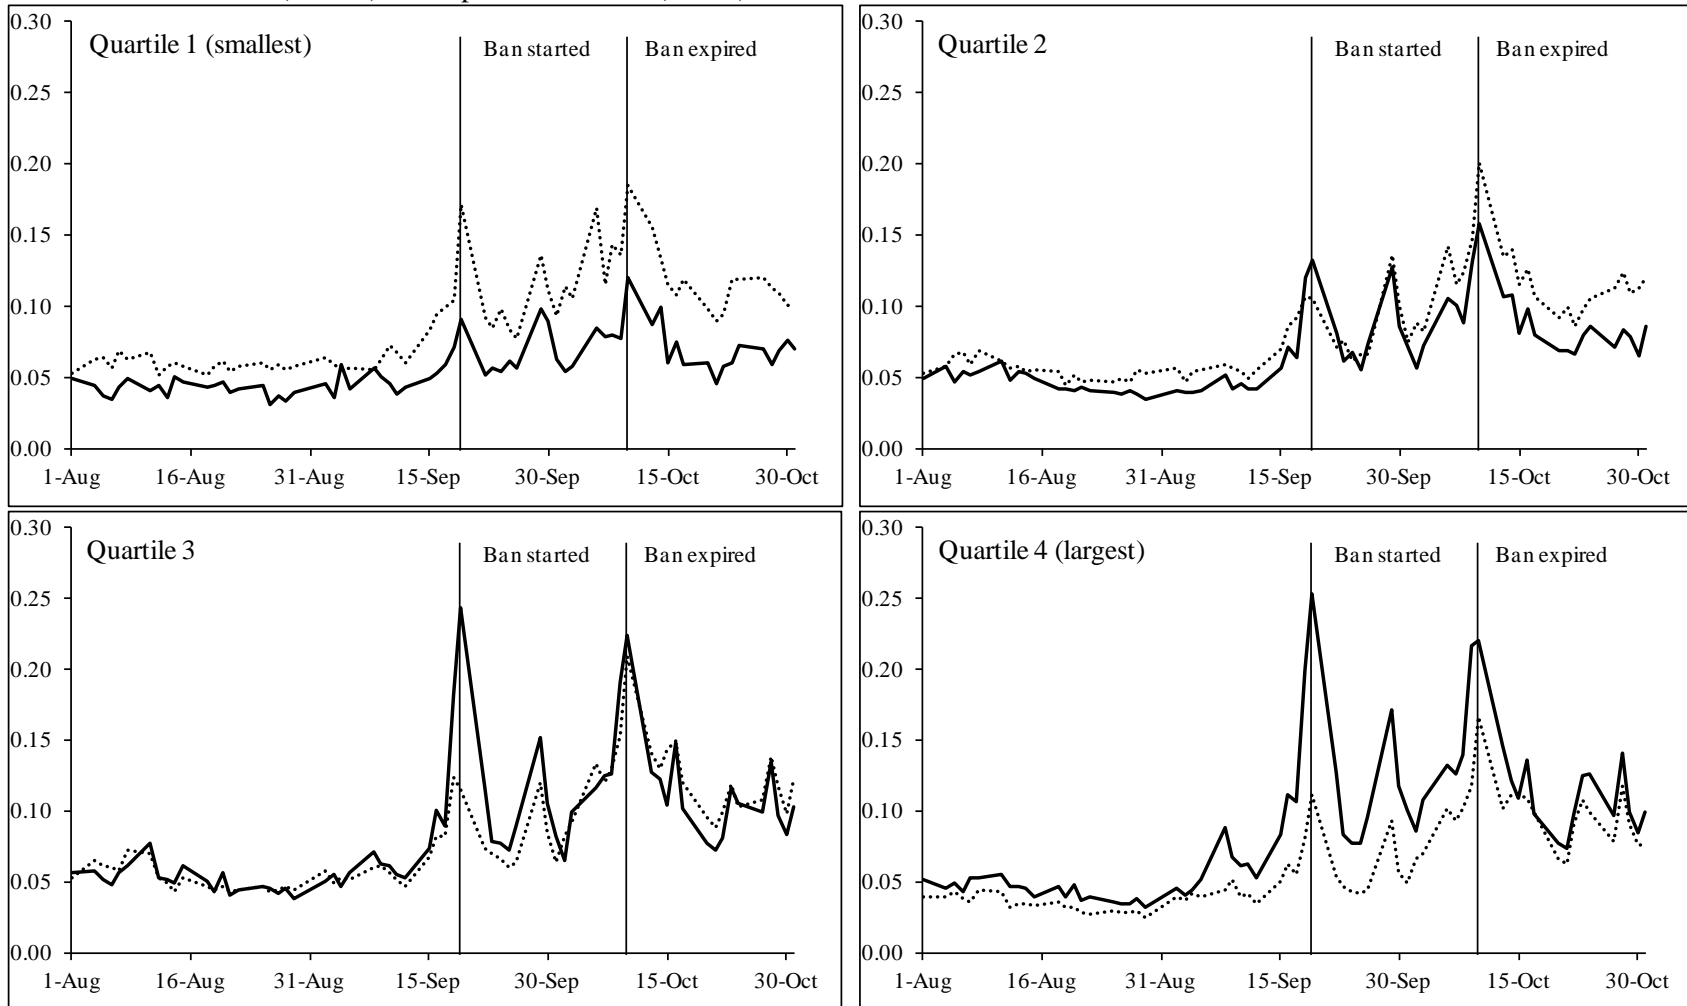 0.30
0.25
0.20
0.15
0.10
0.05
0.00
Quartile 1 (smallest)
Ban started
Ban expired
1-Aug 16-Aug 31-Aug 15-Sep 30-Sep 15-Oct 30-Oct
0.30
0.25
0.20
0.15
0.10
0.05
0.00
Quartile 2
Ban started
Ban expired
1-Aug 16-Aug 31-Aug 15-Sep 30-Sep 15-Oct 30-Oct
0.30
0.25
0.20
0.15
0.10
0.05
0.00
Quartile 3
Ban started
Ban expired
1-Aug 16-Aug 31-Aug 15-Sep 30-Sep 15-Oct 30-Oct
0.30
0.25
0.20
0.15
0.10
0.05
0.00
Quartile 4 (largest)
Ban started
Ban expired
1-Aug 16-Aug 31-Aug 15-Sep 30-Sep 15-Oct 30-Oct